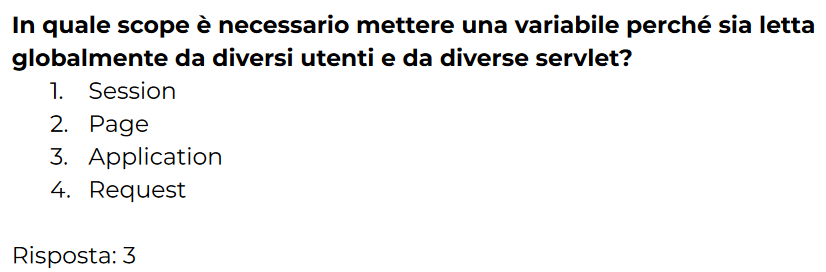 In quale scope è necessario mettere una variabile perché sia letta
globalmente da diversi utenti e da diverse servlet?
1. Session
2. Page
3. Application
4. Request
Risposta: 3